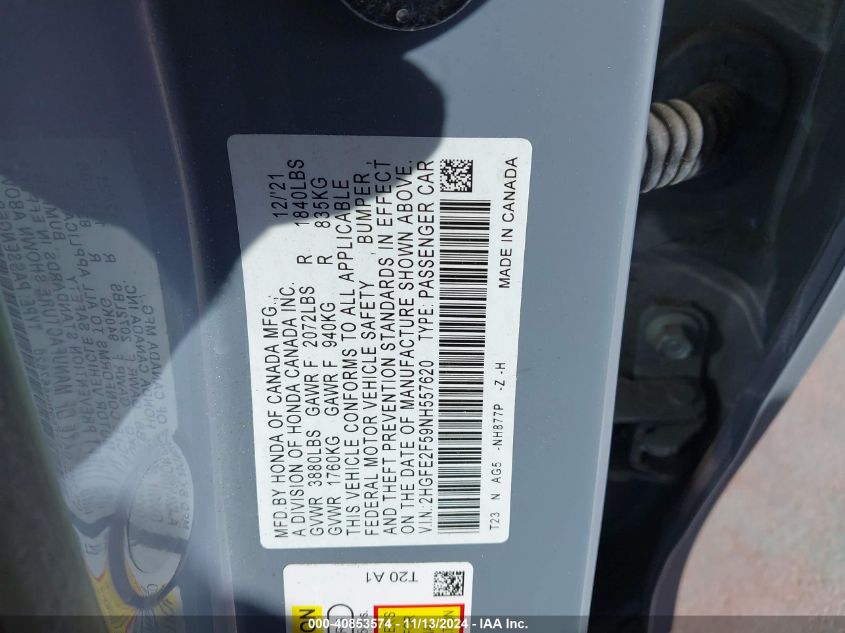 MFD.BY HONDA OF CANADA MFG.,
A DIVISION OF HONDA CANADA INC. 12/'21
GVWR 3880LBS GAWR F 2072LBS R 1840LBS
GVWR 1760KG GAWR F 940KG R 835KG
THIS VEHICLE CONFORMS TO ALL APPLICABLE
FEDERAL MOTOR VEHICLE SAFETY, BUMPER,
AND THEFT PREVENTION STANDARDS IN EFFECT
ON THE DATE OF MANUFACTURE SHOWN ABOVE.
V.I.N.:2HGFE2F59NH557620 TYPE: PASSENGER CAR
T23 N AG5 -NH877P -Z -H
MADE IN CANADA
T20 A1
IAA --40853574 -- 11/13/2024 -- IAAI.com